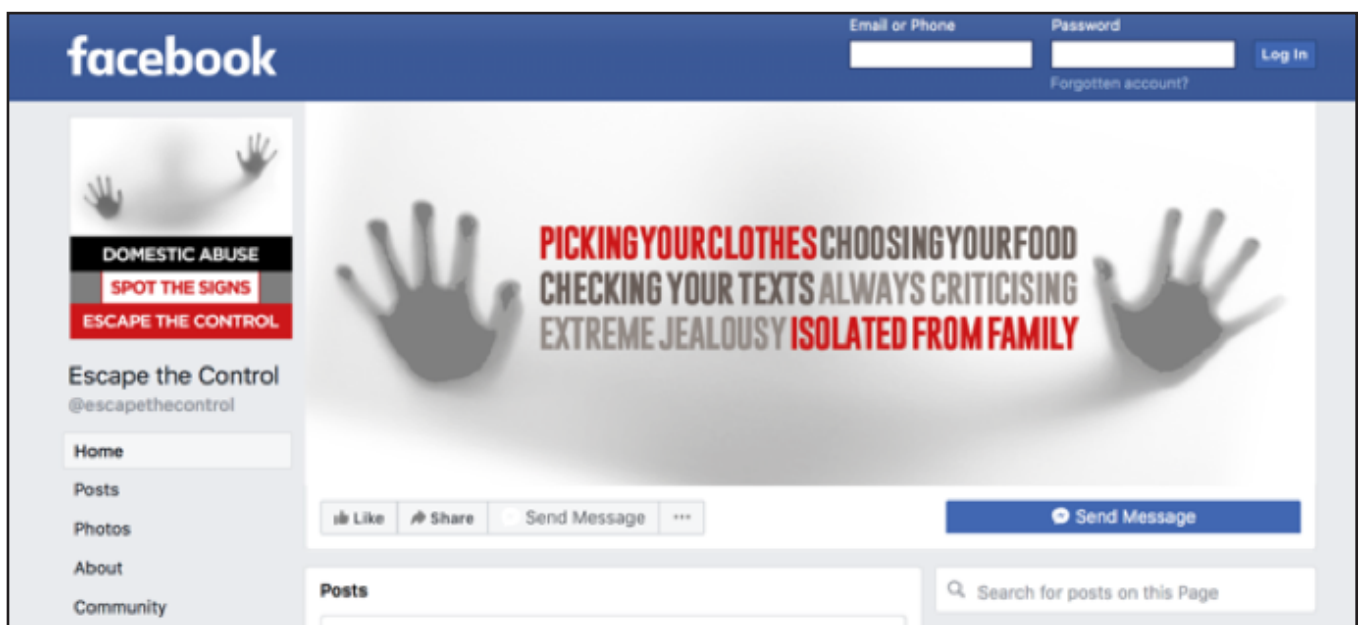 facebook
Email or Phone
Password
Log In
Forgotten account?
DOMESTIC ABUSE
SPOT THE SIGNS
ESCAPE THE CONTROL
Escape the Control
@escapethecontrol
Home
Posts
Photos
About
Community
PICKING YOUR CLOTHES CHOOSING YOUR FOOD
CHECKING YOUR TEXTS ALWAYS CRITICISING
EXTREME JEALOUSY ISOLATED FROM FAMILY
Like Share Send Message ···
Send Message
Posts
Search for posts on this Page